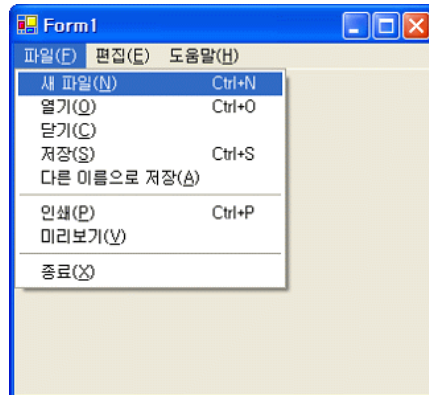 Form1
파일(F) 편집(E) 도움말(H)
새 파일(N) Ctrl+N
열기(O) Ctrl+O
닫기(C)
저장(S) Ctrl+S
다른 이름으로 저장(A)
인쇄(P) Ctrl+P
미리보기(V)
종료(X)